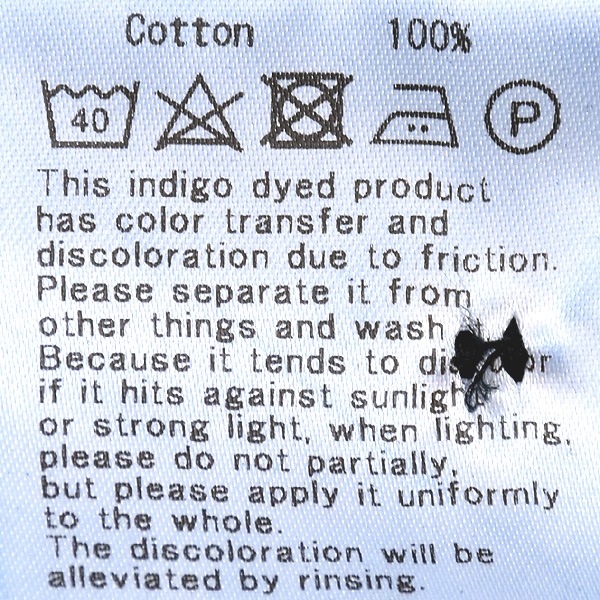 Cotton 100%
40 P
This indigo dyed product
has color transfer and
discoloration due to friction.
Please separate it from
other things and wash
Because it tends to
if it hits against sunlight
or strong light, when lighting,
please do not partially,
but please apply it uniformly
to the whole.
The discoloration will be
alleviated by rinsing.